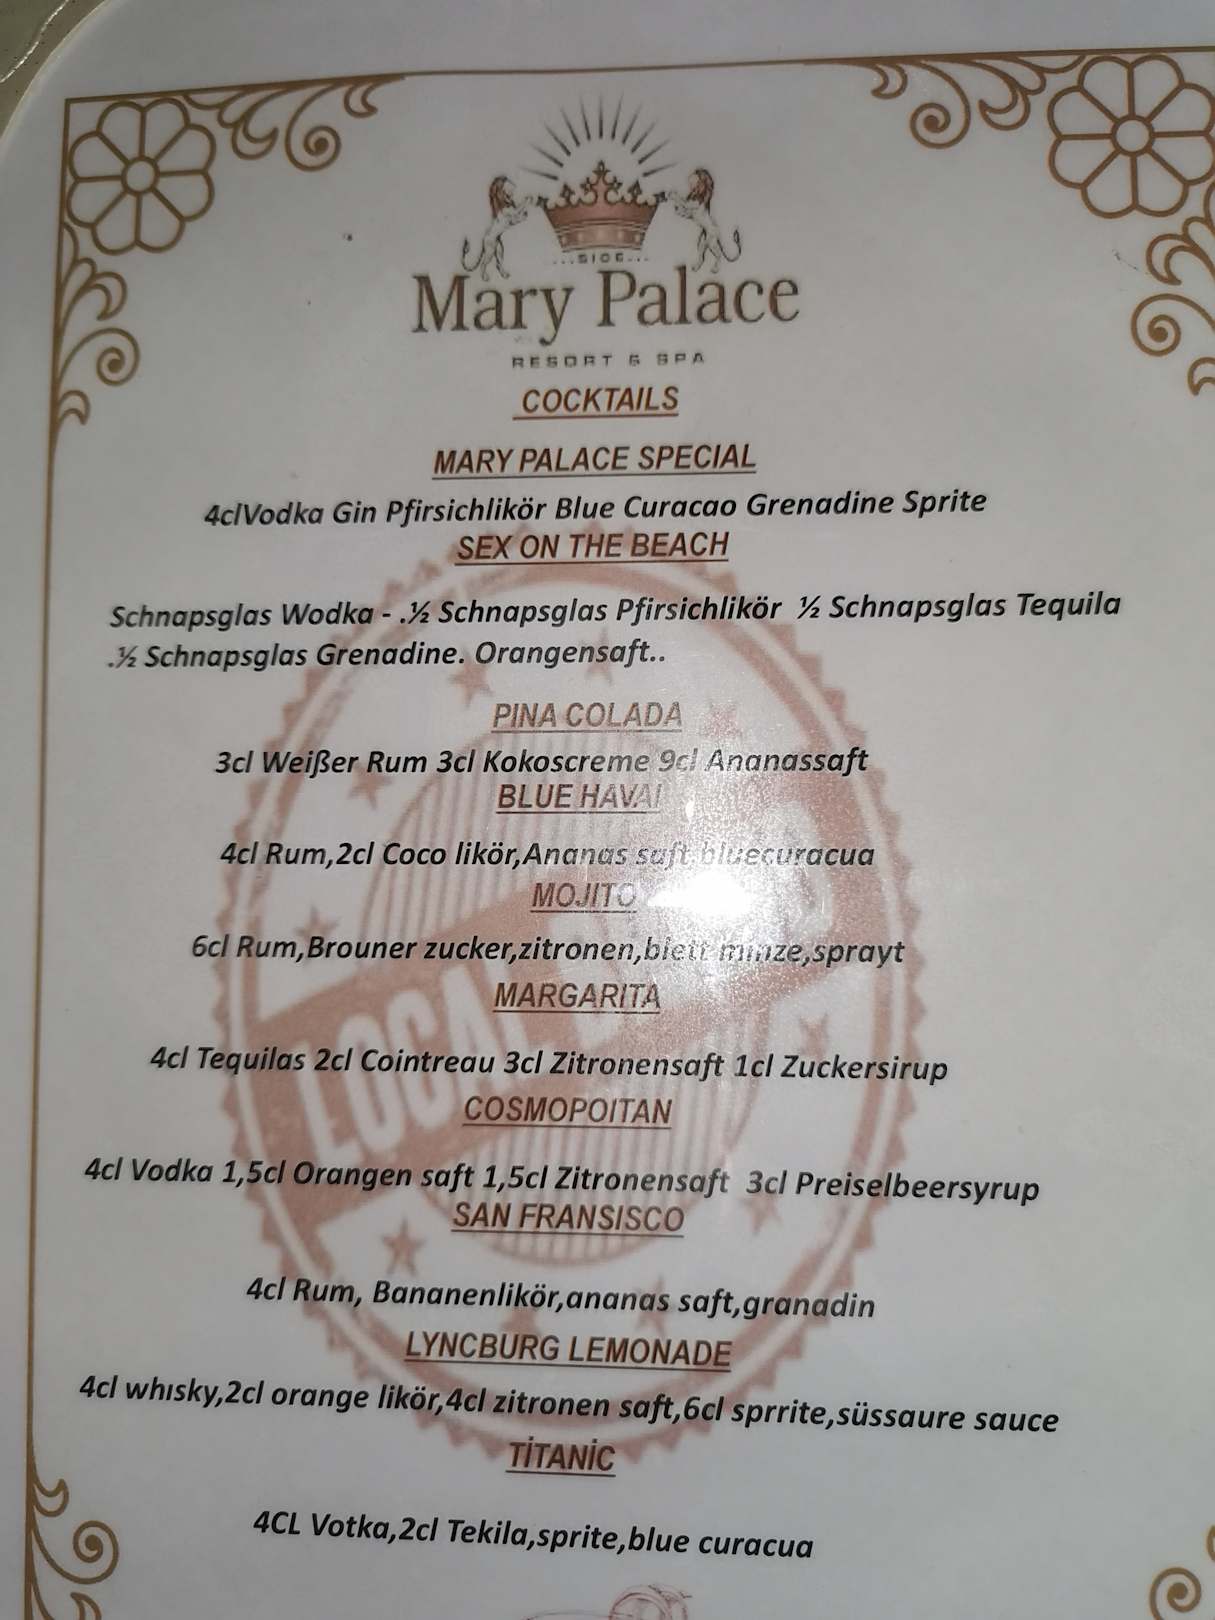 ...SIDE...
Mary Palace
RESORT & SPA
COCKTAILS
MARY PALACE SPECIAL
4clVodka Gin Pfirsichlikör Blue Curacao Grenadine Sprite
SEX ON THE BEACH
Schnapsglas Wodka - .½ Schnapsglas Pfirsichlikör ½ Schnapsglas Tequila
.½ Schnapsglas Grenadine. Orangensaft..
PINA COLADA
3cl Weißer Rum 3cl Kokoscreme 9cl Ananassaft
BLUE HAVAI
4cl Rum,2cl Coco likör,Ananas saft,bluecuracua
MOJITO
6cl Rum,Brouner zucker,zitronen,blett minze,sprayt
MARGARITA
4cl Tequilas 2cl Cointreau 3cl Zitronensaft 1cl Zuckersirup
COSMOPOITAN
4cl Vodka 1,5cl Orangen saft 1,5cl Zitronensaft 3cl Preiselbeersyrup
SAN FRANSISCO
4cl Rum, Bananenlikör,ananas saft,granadin
LYNCBURG LEMONADE
4cl whısky,2cl orange likör,4cl zitronen saft,6cl sprrite,süssaure sauce
TİTANİC
4CL Votka,2cl Tekila,sprite,blue curacua
LOCAL